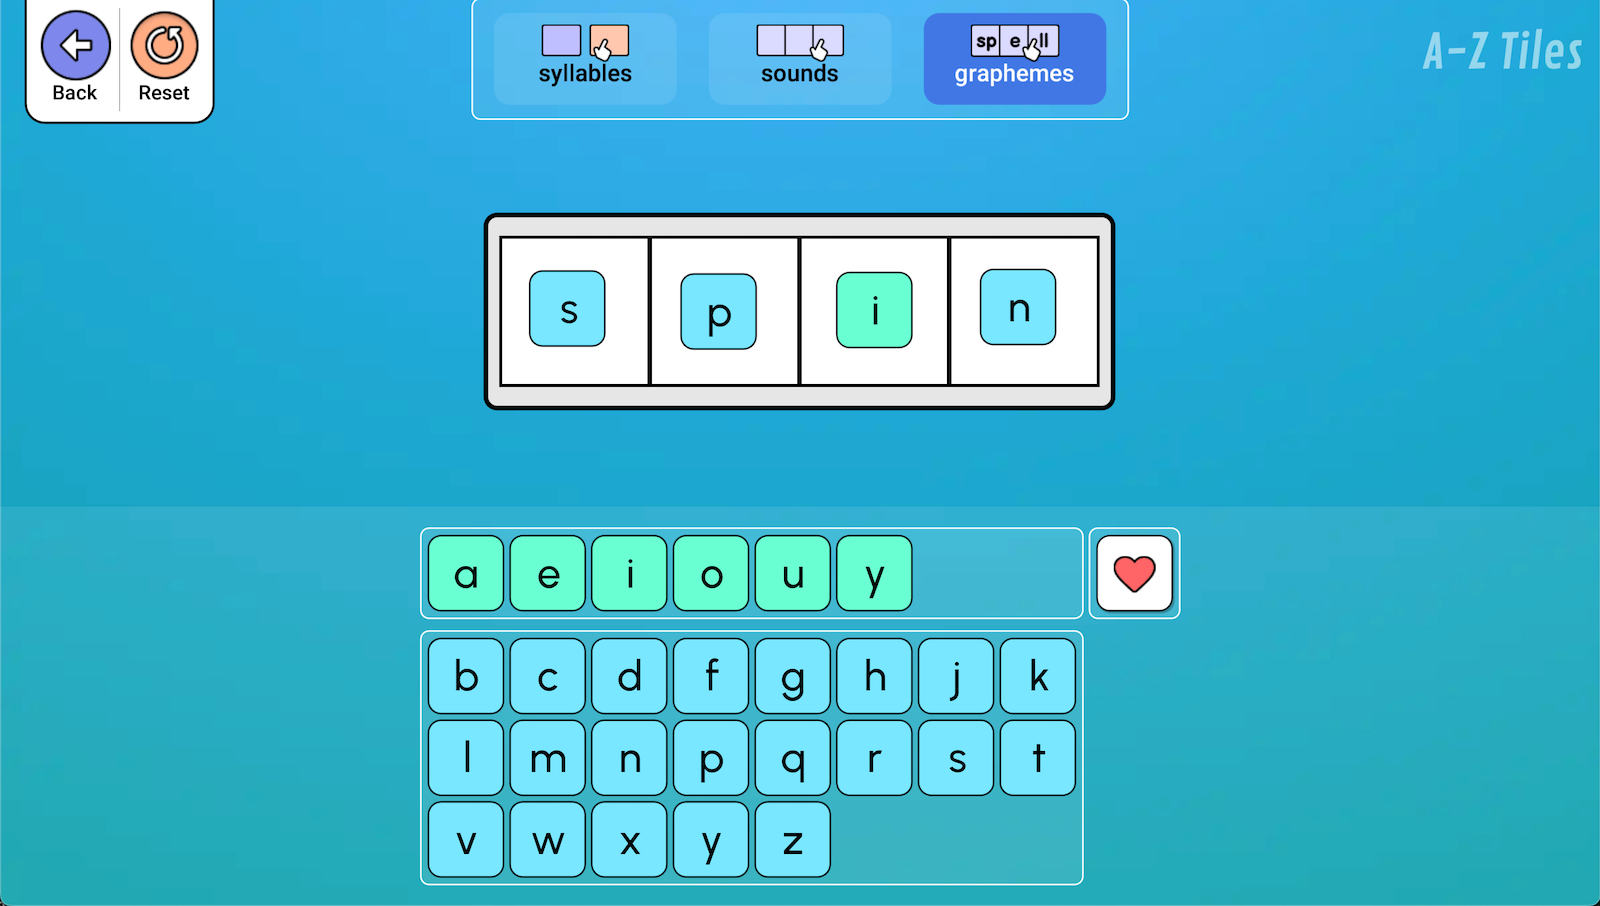 Back
Reset
syllables
sounds
sp e ll
graphemes
A-Z Tiles
s p i n
a e i o u y
b c d f g h j k
l m n p q r s t
v w x y z